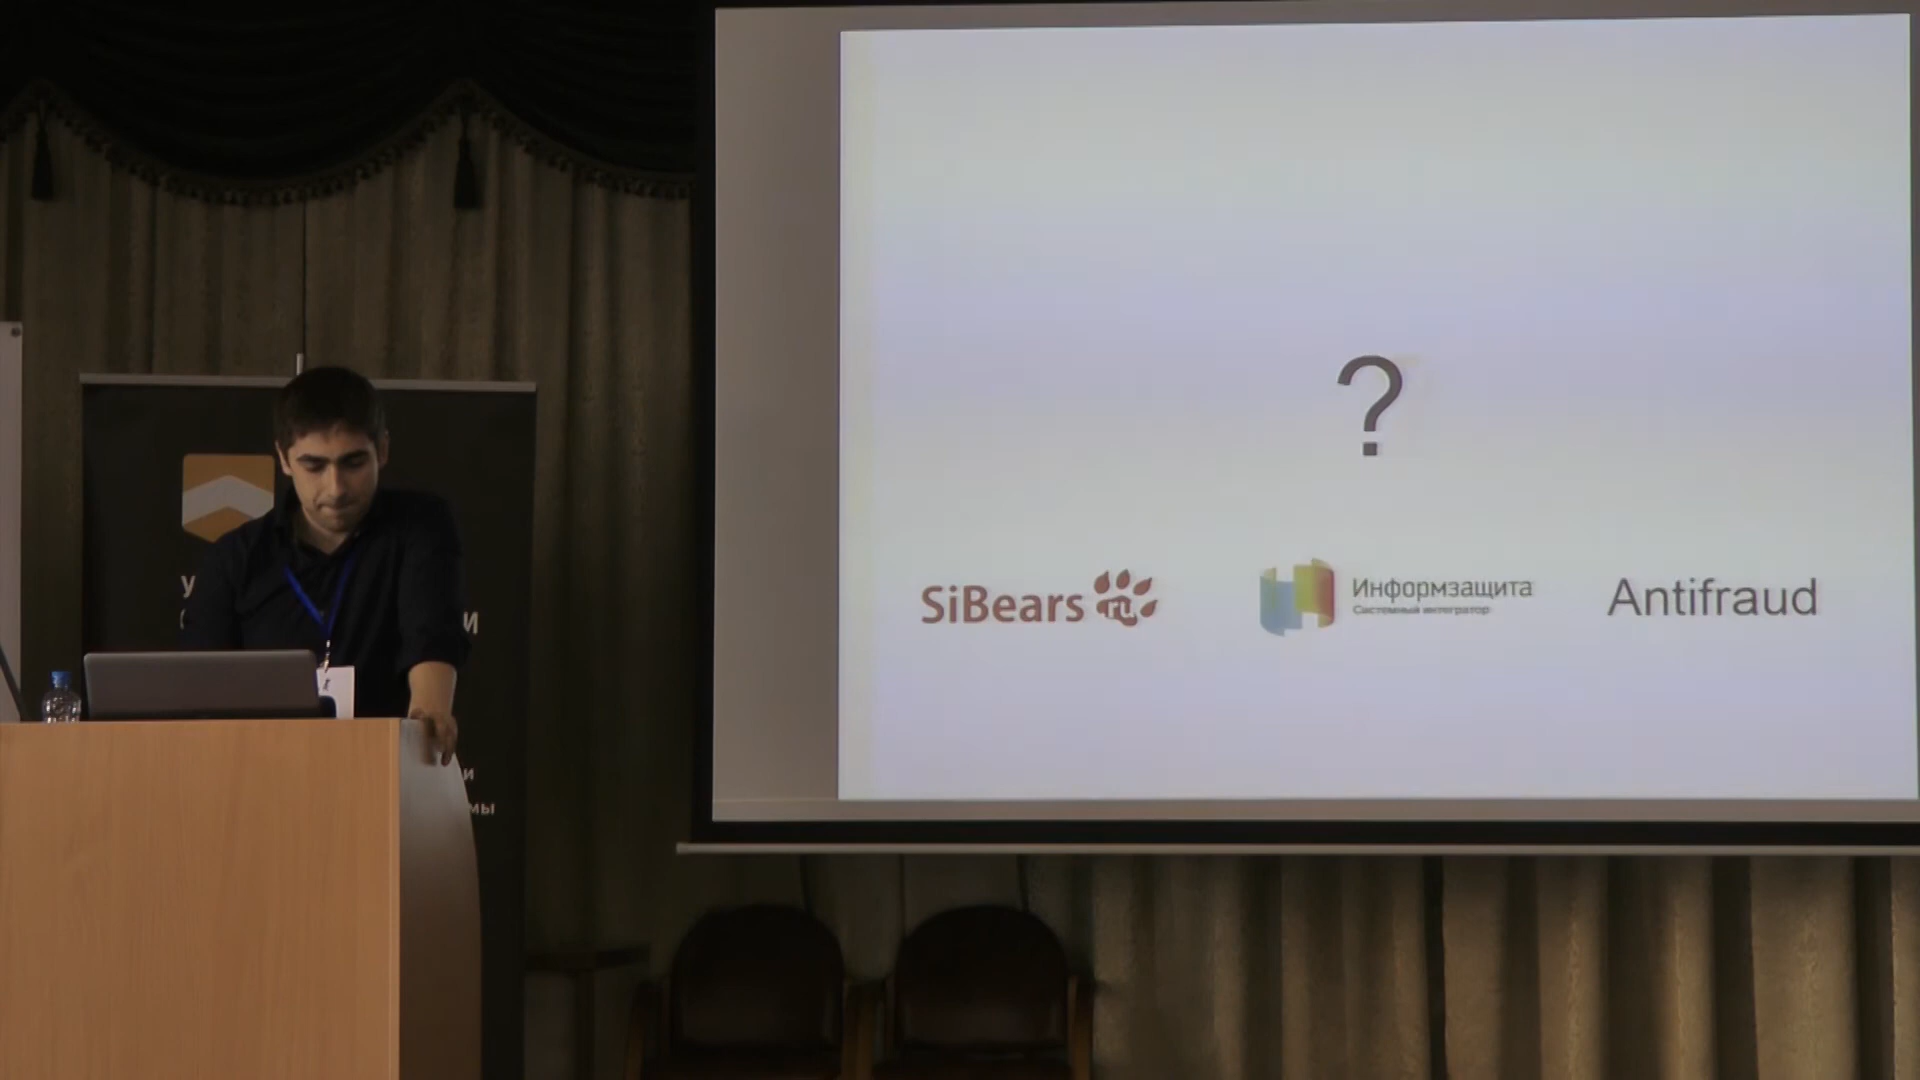 ?
SiBears
ru
Информзащита
Системный интегратор
Antifraud